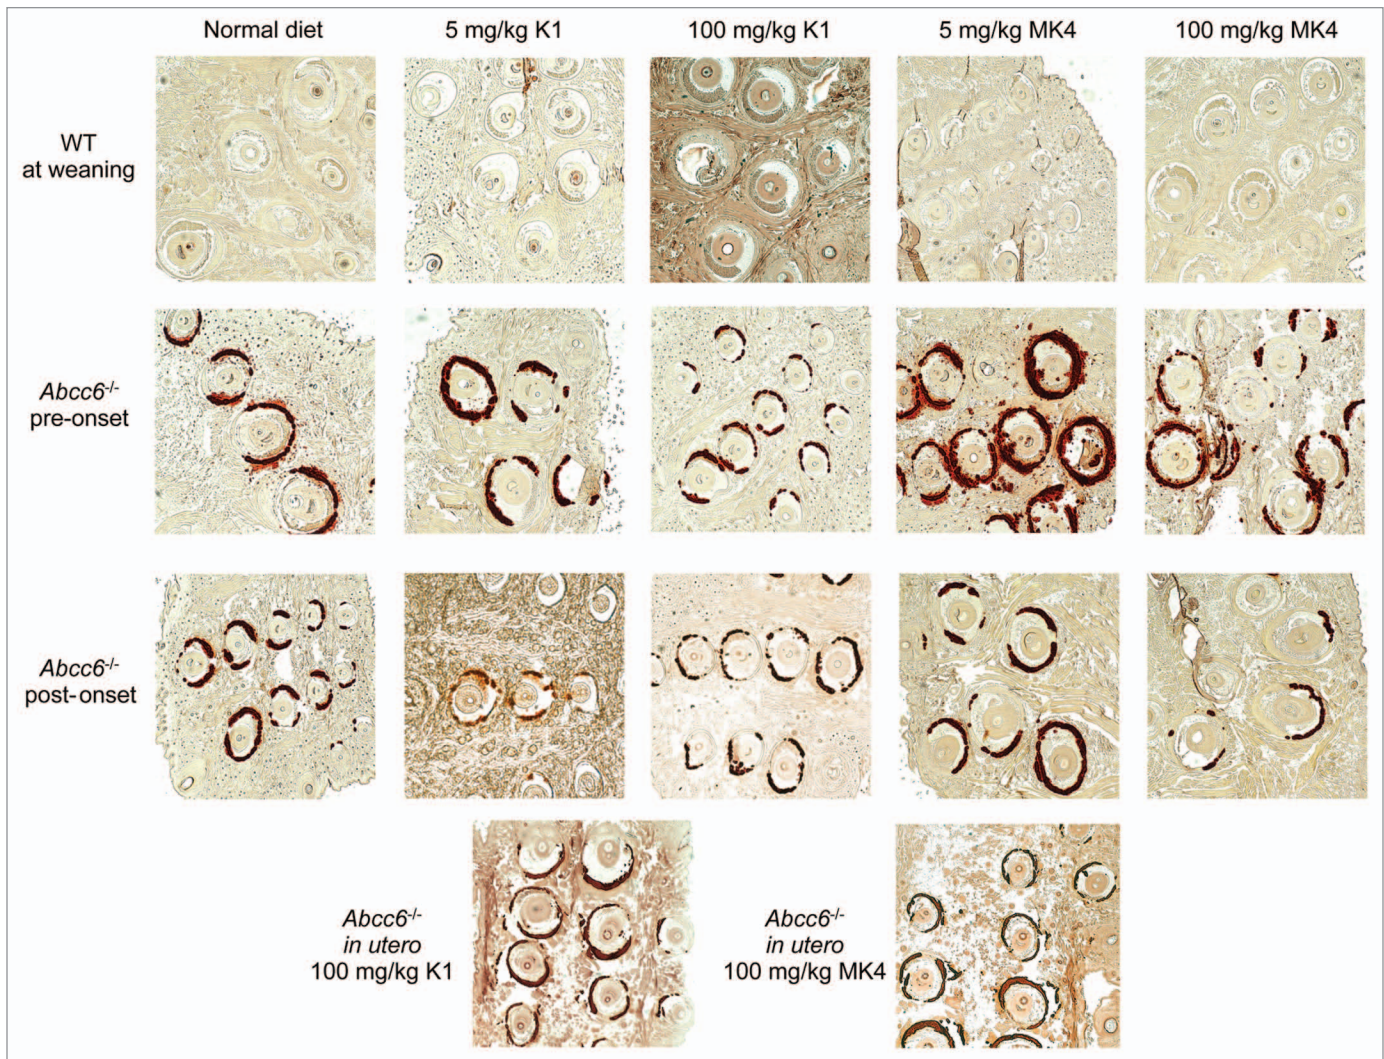 Normal diet
5 mg/kg K1
100 mg/kg K1
5 mg/kg MK4
100 mg/kg MK4
WT
at weaning
Abcc6-/-
pre-onset
Abcc6-/-
post-onset
Abcc6-/-
in utero
100 mg/kg K1
Abcc6-/-
in utero
100 mg/kg MK4